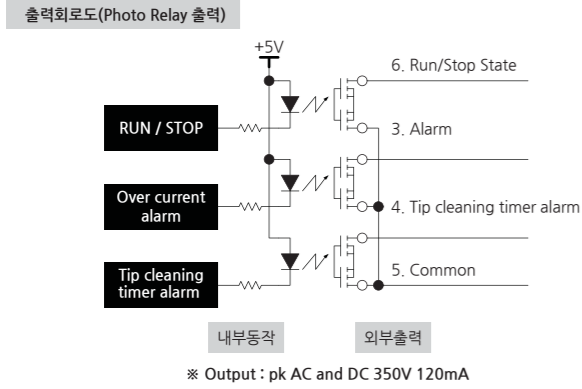 출력회로도(Photo Relay 출력)
+5V
6. Run/Stop State
RUN / STOP
3. Alarm
Over current
alarm
4. Tip cleaning timer alarm
Tip cleaning
timer alarm
5. Common
내부동작
외부출력
※ Output : pk AC and DC 350V 120mA